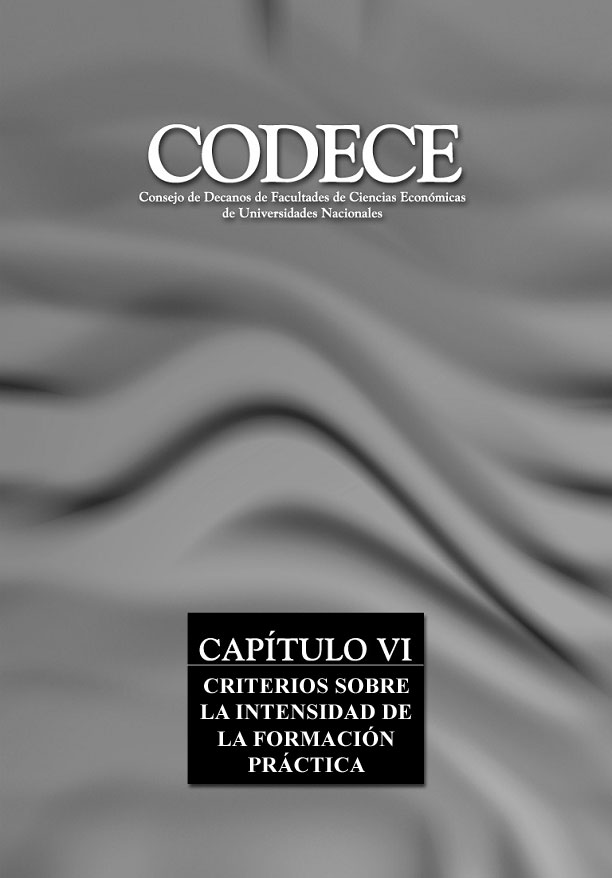 CODECE
Consejo de Decanos de Facultades de Ciencias Económicas
de Universidades Nacionales
CAPÍTULO VI
CRITERIOS SOBRE
LA INTENSIDAD DE
LA FORMACIÓN
PRÁCTICA